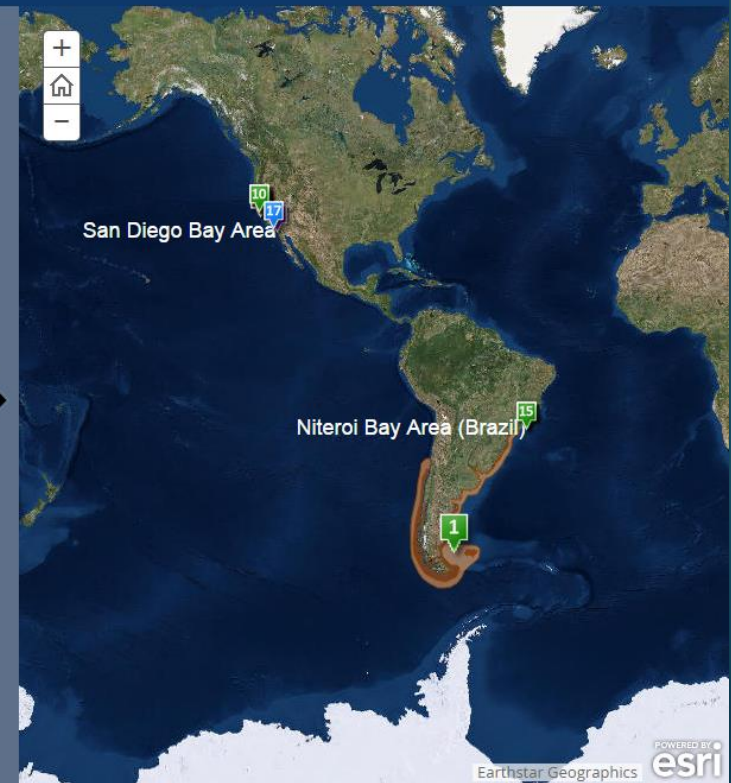 +
−
10
17
San Diego Bay Area
15
Niteroi Bay Area (Brazil)
1
POWERED BY
esri
Earthstar Geographics